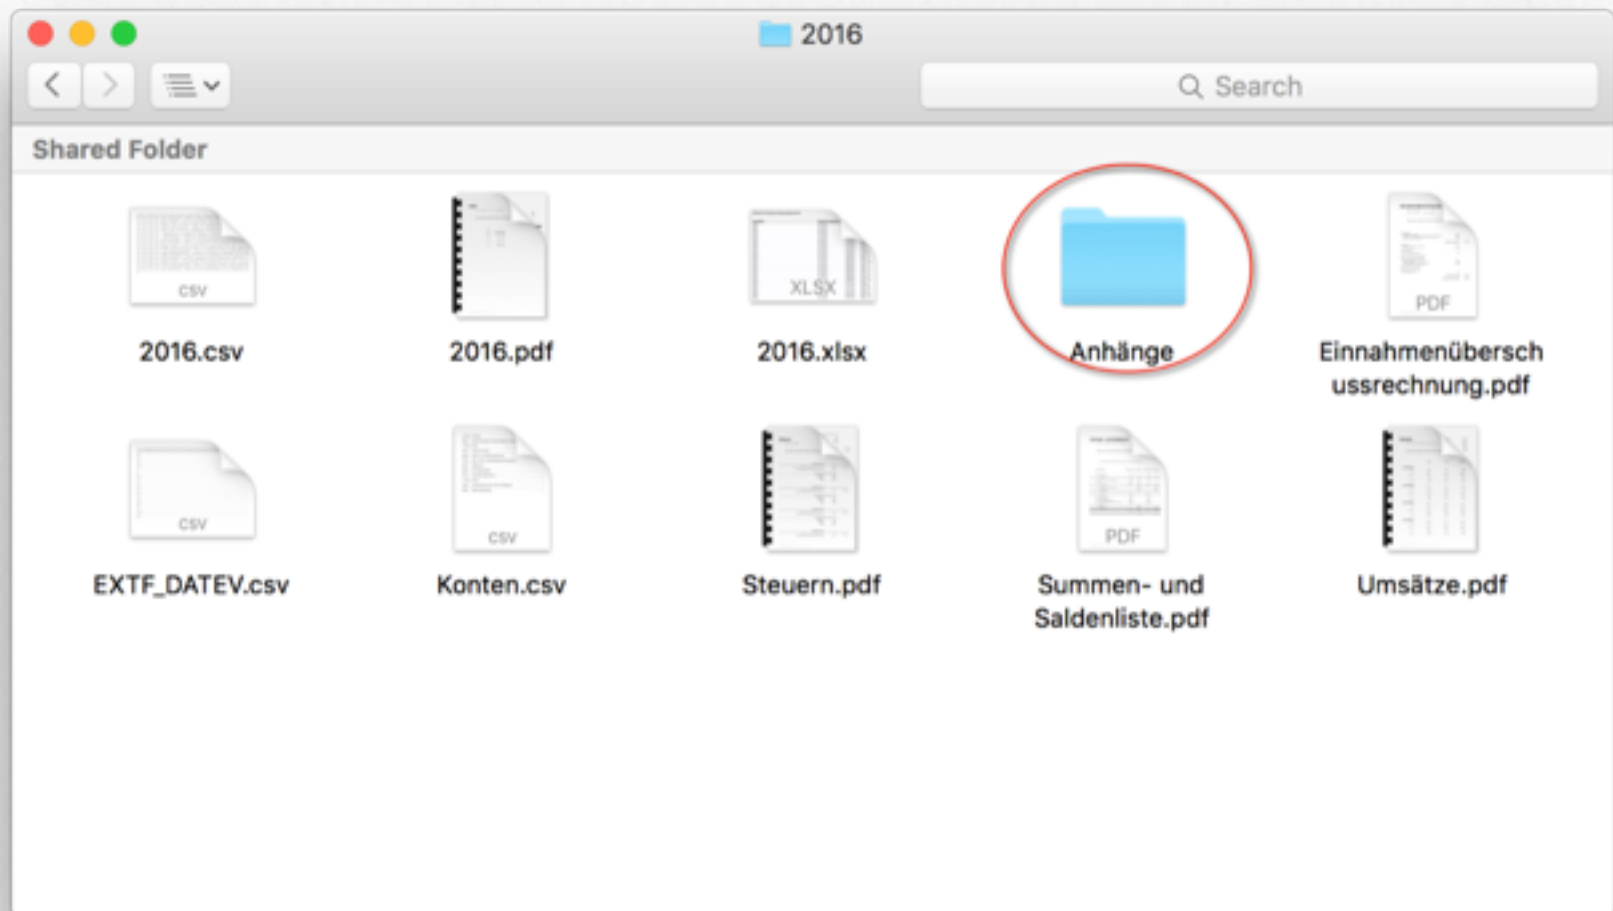 2016
Search
Shared Folder
CSV
XLSX
PDF
2016.csv
2016.pdf
2016.xlsx
Anhänge
Einnahmenübersch
ussrechnung.pdf
CSV
CSV
PDF
EXTF_DATEV.csv
Konten.csv
Steuern.pdf
Summen- und
Saldenliste.pdf
Umsätze.pdf